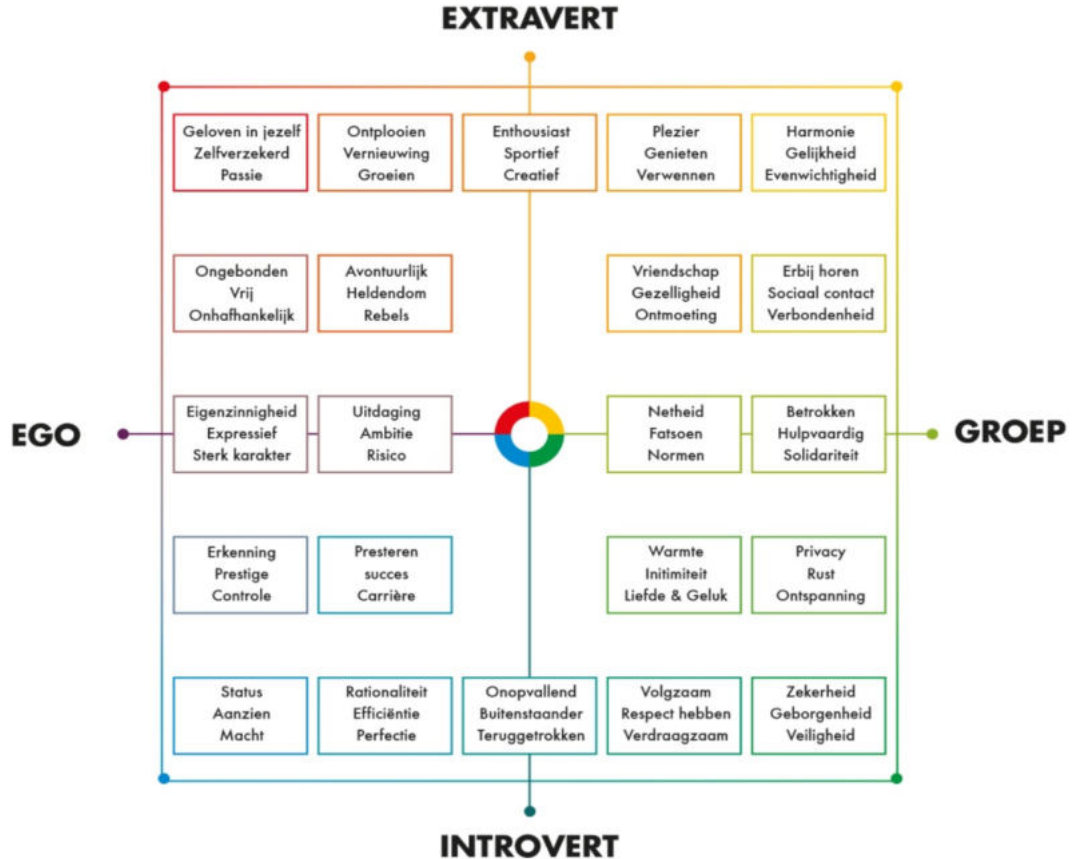 EXTRAVERT
Geloven in jezelf
Zelfverzekerd
Passie
Ontplooien
Vernieuwing
Groeien
Enthousiast
Sportief
Creatief
Plezier
Genieten
Verwennen
Harmonie
Gelijkheid
Evenwichtigheid
Ongebonden
Vrij
Onhafhankelijk
Avontuurlijk
Heldendom
Rebels
Vriendschap
Gezelligheid
Ontmoeting
Erbij horen
Sociaal contact
Verbondenheid
EGO
Eigenzinnigheid
Expressief
Sterk karakter
Uitdaging
Ambitie
Risico
Netheid
Fatsoen
Normen
Betrokken
Hulpvaardig
Solidariteit
GROEP
Erkenning
Prestige
Controle
Presteren
succes
Carrière
Warmte
Initimiteit
Liefde & Geluk
Privacy
Rust
Ontspanning
Status
Aanzien
Macht
Rationaliteit
Efficiëntie
Perfectie
Onopvallend
Buitenstaander
Teruggetrokken
Volgzaam
Respect hebben
Verdraagzaam
Zekerheid
Geborgenheid
Veiligheid
INTROVERT